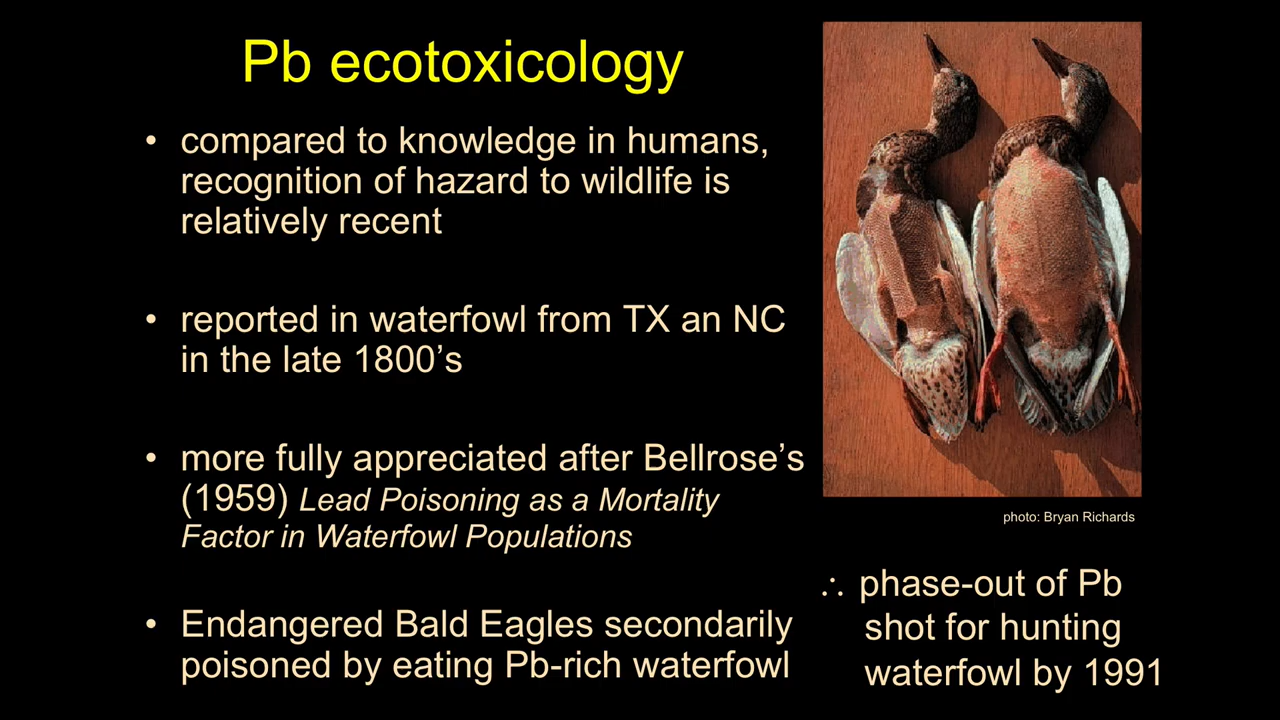 Pb ecotoxicology
• compared to knowledge in humans,
recognition of hazard to wildlife is
relatively recent
• reported in waterfowl from TX an NC
in the late 1800’s
• more fully appreciated after Bellrose’s
(1959) Lead Poisoning as a Mortality
Factor in Waterfowl Populations
• Endangered Bald Eagles secondarily
poisoned by eating Pb-rich waterfowl
photo: Bryan Richards
∴ phase-out of Pb
shot for hunting
waterfowl by 1991